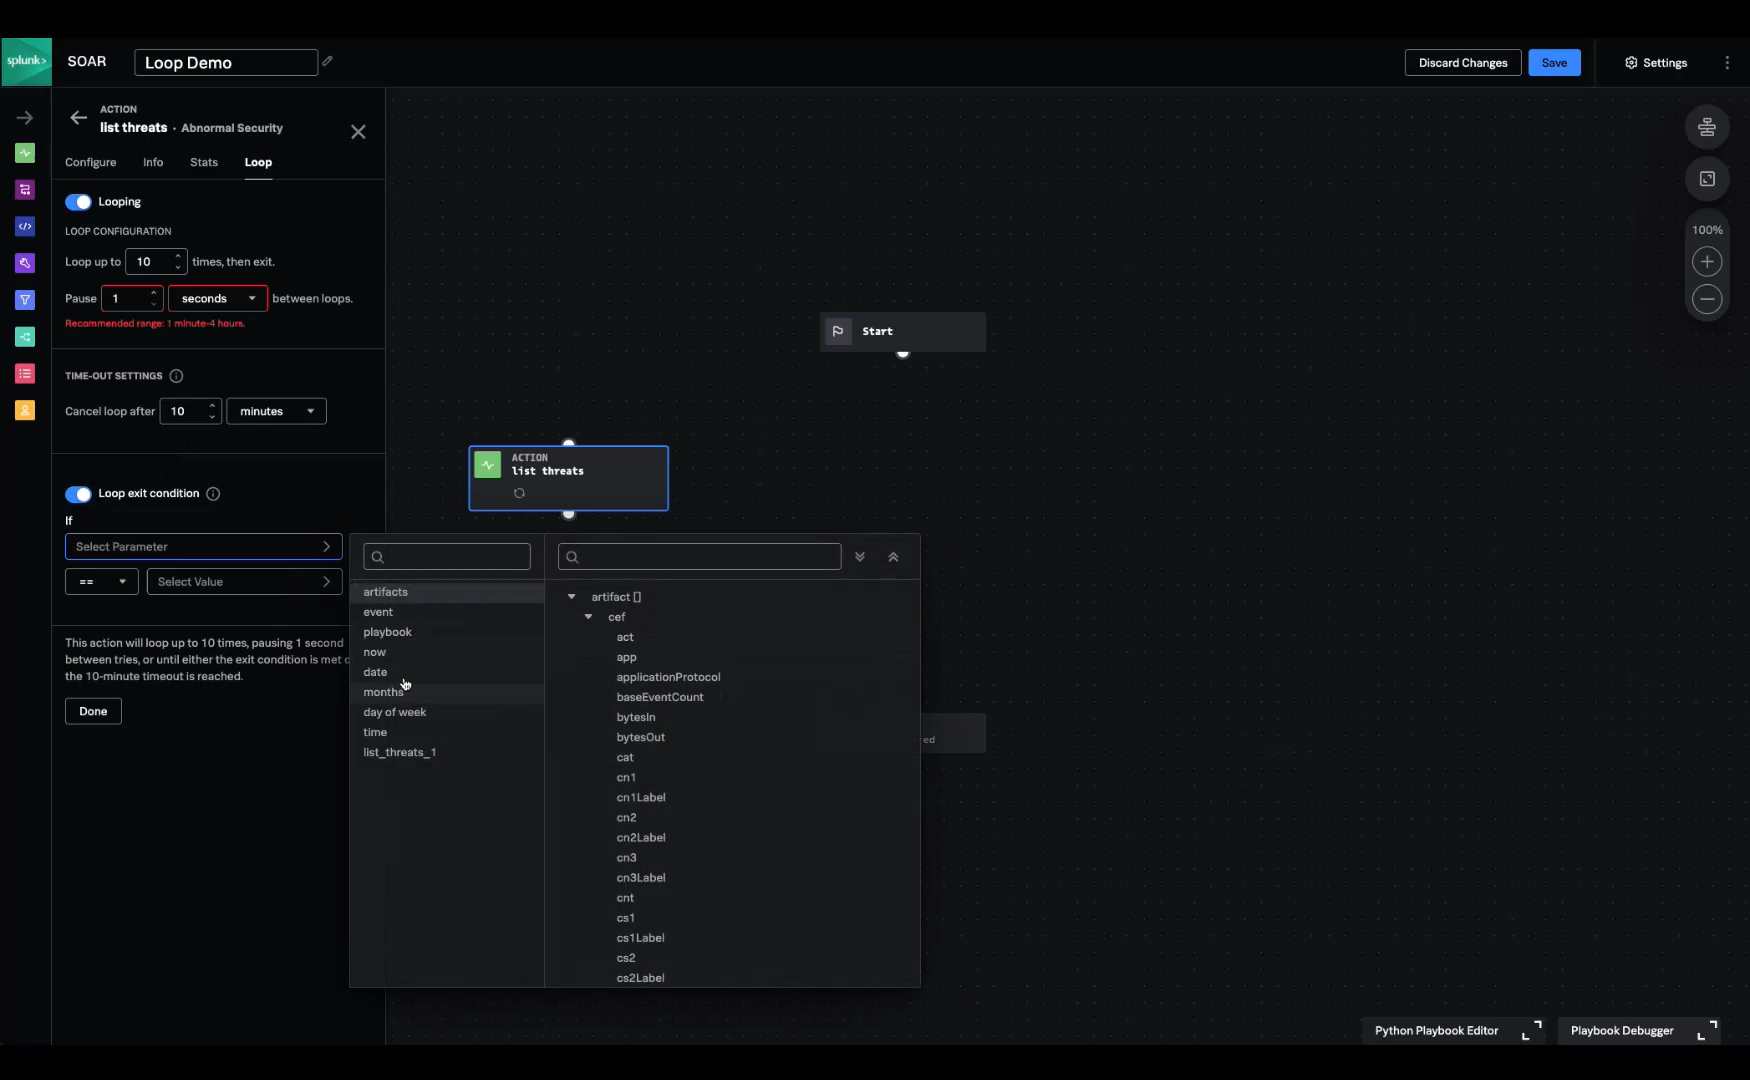 splunk>
SOAR
Loop Demo
Discard Changes
Save
Settings
ACTION
list threats · Abnormal Security
Configure
Info
Stats
Loop
Looping
LOOP CONFIGURATION
Loop up to 10 times, then exit.
Pause 1 seconds between loops.
Recommended range: 1 minute-4 hours.
TIME-OUT SETTINGS
Cancel loop after 10 minutes
Loop exit condition
If
Select Parameter
== Select Value
This action will loop up to 10 times, pausing 1 second
between tries, or until either the exit condition is met
the 10-minute timeout is reached.
Done
artifacts
event
playbook
now
date
months
day of week
time
list_threats_1
artifact []
cef
act
app
applicationProtocol
baseEventCount
bytesIn
bytesOut
cat
cn1
cn1Label
cn2
cn2Label
cn3
cn3Label
cnt
cs1
cs1Label
cs2
cs2Label
Start
ACTION
list threats
red
100%
Python Playbook Editor
Playbook Debugger